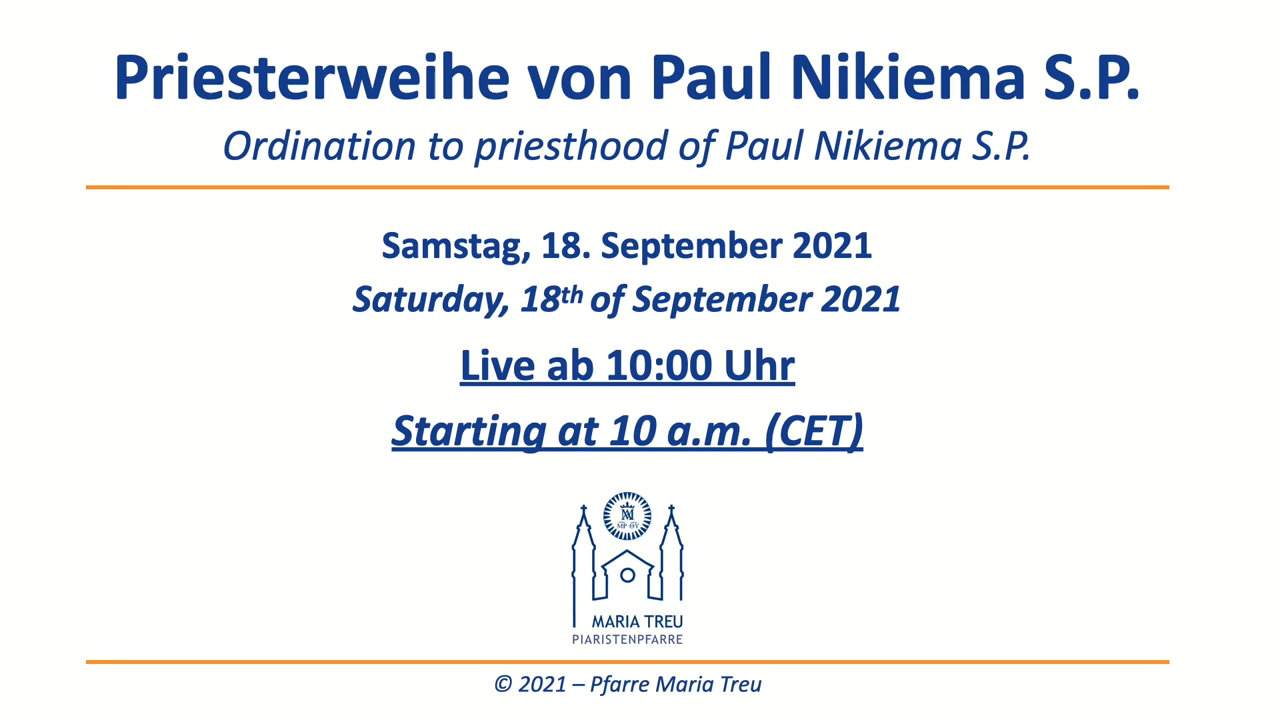 Priesterweihe von Paul Nikiema S.P.
Ordination to priesthood of Paul Nikiema S.P.
Samstag, 18. September 2021
Saturday, 18th of September 2021
Live ab 10:00 Uhr
Starting at 10 a.m. (CET)
MARIA TREU
PIARISTENPFARRE
© 2021 – Pfarre Maria Treu